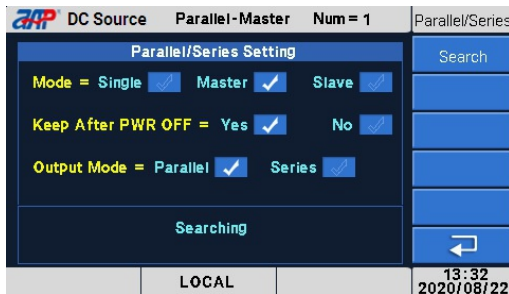 AAP DC Source Parallel-Master Num = 1 Parallel/Series
Parallel/Series Setting
Search
Mode = Single Master Slave
Keep After PWR OFF = Yes No
Output Mode = Parallel Series
Searching
LOCAL
13:32
2020/08/22